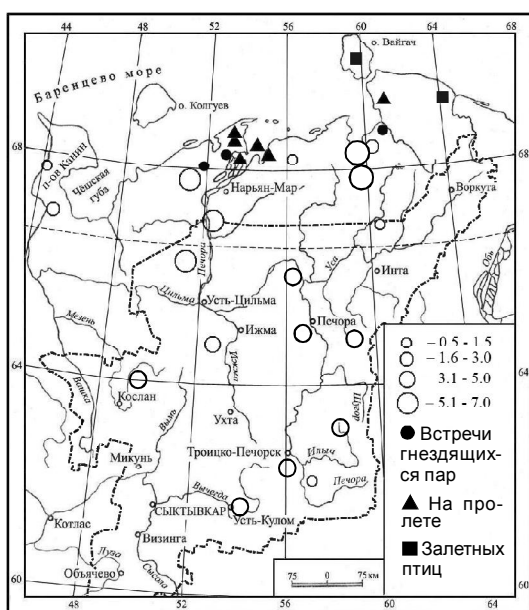 44 48 52 56 60 64 68
о. Вайгач
Баренцево море
о. Колгуев
68
68
п-ов Канин
Чёшская
губа
Нарьян-Мар
Воркута
Печора
Уса
Инта
Обь
Цильма
Усть-Цильма
Мезень
Ижма
Печора
64
64
Вашка
Кослан
Вымь
Ижма
Щугор
Ухта
Троицко-Печорск
Илыч
Микунь
Печора
Вычегда
СЫКТЫВКАР
Усть-Кулом
Котлас
Визинга
Луза
Объячево
Сысола
60
60
– 0.5 - 1.5
– 1.6 - 3.0
3.1 - 5.0
– 5.1 - 7.0
Встречи
гнездящих-
ся пар
На про-
лете
Залетных
птиц
75 0 75 км
48 52 56 60